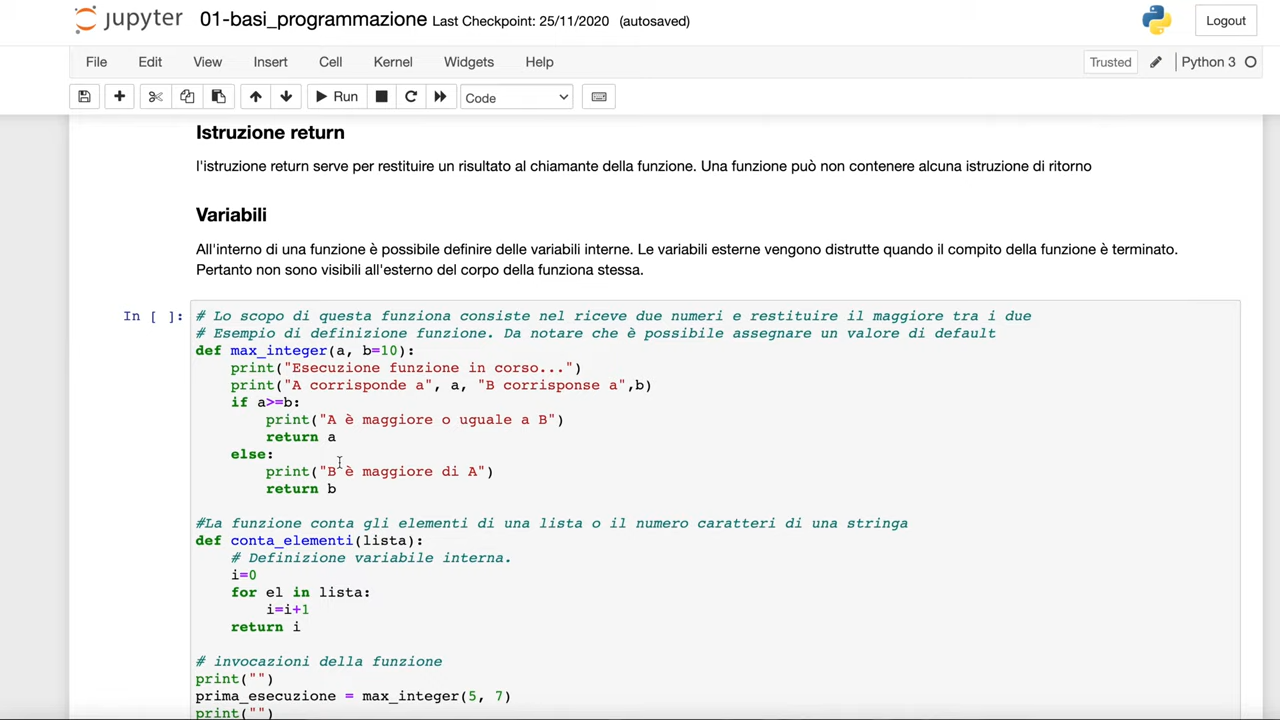 jupyter 01-basi_programmazione Last Checkpoint: 25/11/2020 (autosaved) Logout
File Edit View Insert Cell Kernel Widgets Help Trusted Python 3
Run Code
Istruzione return
l'istruzione return serve per restituire un risultato al chiamante della funzione. Una funzione può non contenere alcuna istruzione di ritorno
Variabili
All'interno di una funzione è possibile definire delle variabili interne. Le variabili esterne vengono distrutte quando il compito della funzione è terminato.
Pertanto non sono visibili all'esterno del corpo della funziona stessa.
In [ ]: # Lo scopo di questa funziona consiste nel riceve due numeri e restituire il maggiore tra i due
# Esempio di definizione funzione. Da notare che è possibile assegnare un valore di default
def max_integer(a, b=10):
    print("Esecuzione funzione in corso...")
    print("A corrisponde a", a, "B corrisponse a",b)
    if a>=b:
        print("A è maggiore o uguale a B")
        return a
    else:
        print("B è maggiore di A")
        return b
#La funzione conta gli elementi di una lista o il numero caratteri di una stringa
def conta_elementi(lista):
    # Definizione variabile interna.
    i=0
    for el in lista:
        i=i+1
    return i
# invocazioni della funzione
print("")
prima_esecuzione = max_integer(5, 7)
print("")